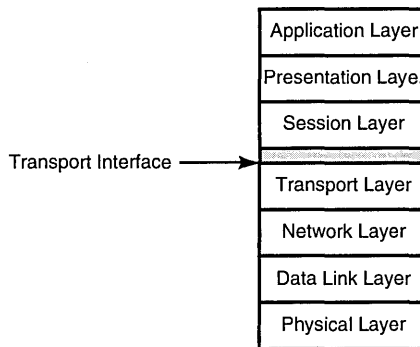 Application Layer
Presentation Laye
Session Layer
Transport Interface
Transport Layer
Network Layer
Data Link Layer
Physical Layer